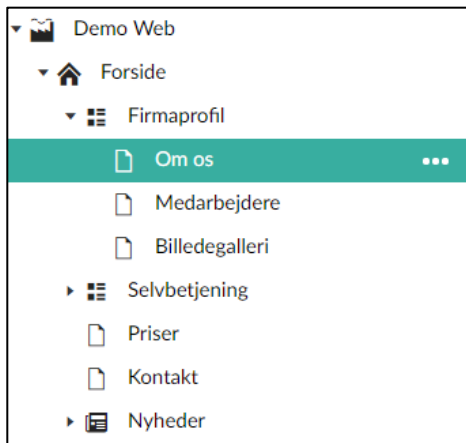 Demo Web
Forside
Firmaprofil
Om os
Medarbejdere
Billedegalleri
Selvbetjening
Priser
Kontakt
Nyheder